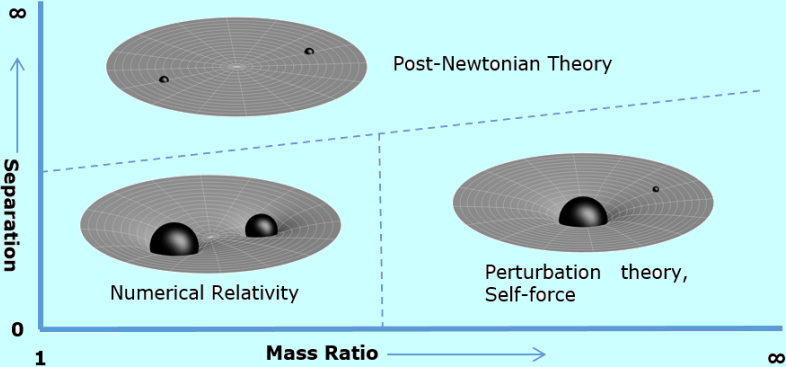 ∞
Post-Newtonian Theory
Separation
Numerical Relativity
Perturbation theory,
Self-force
0
1
Mass Ratio
∞